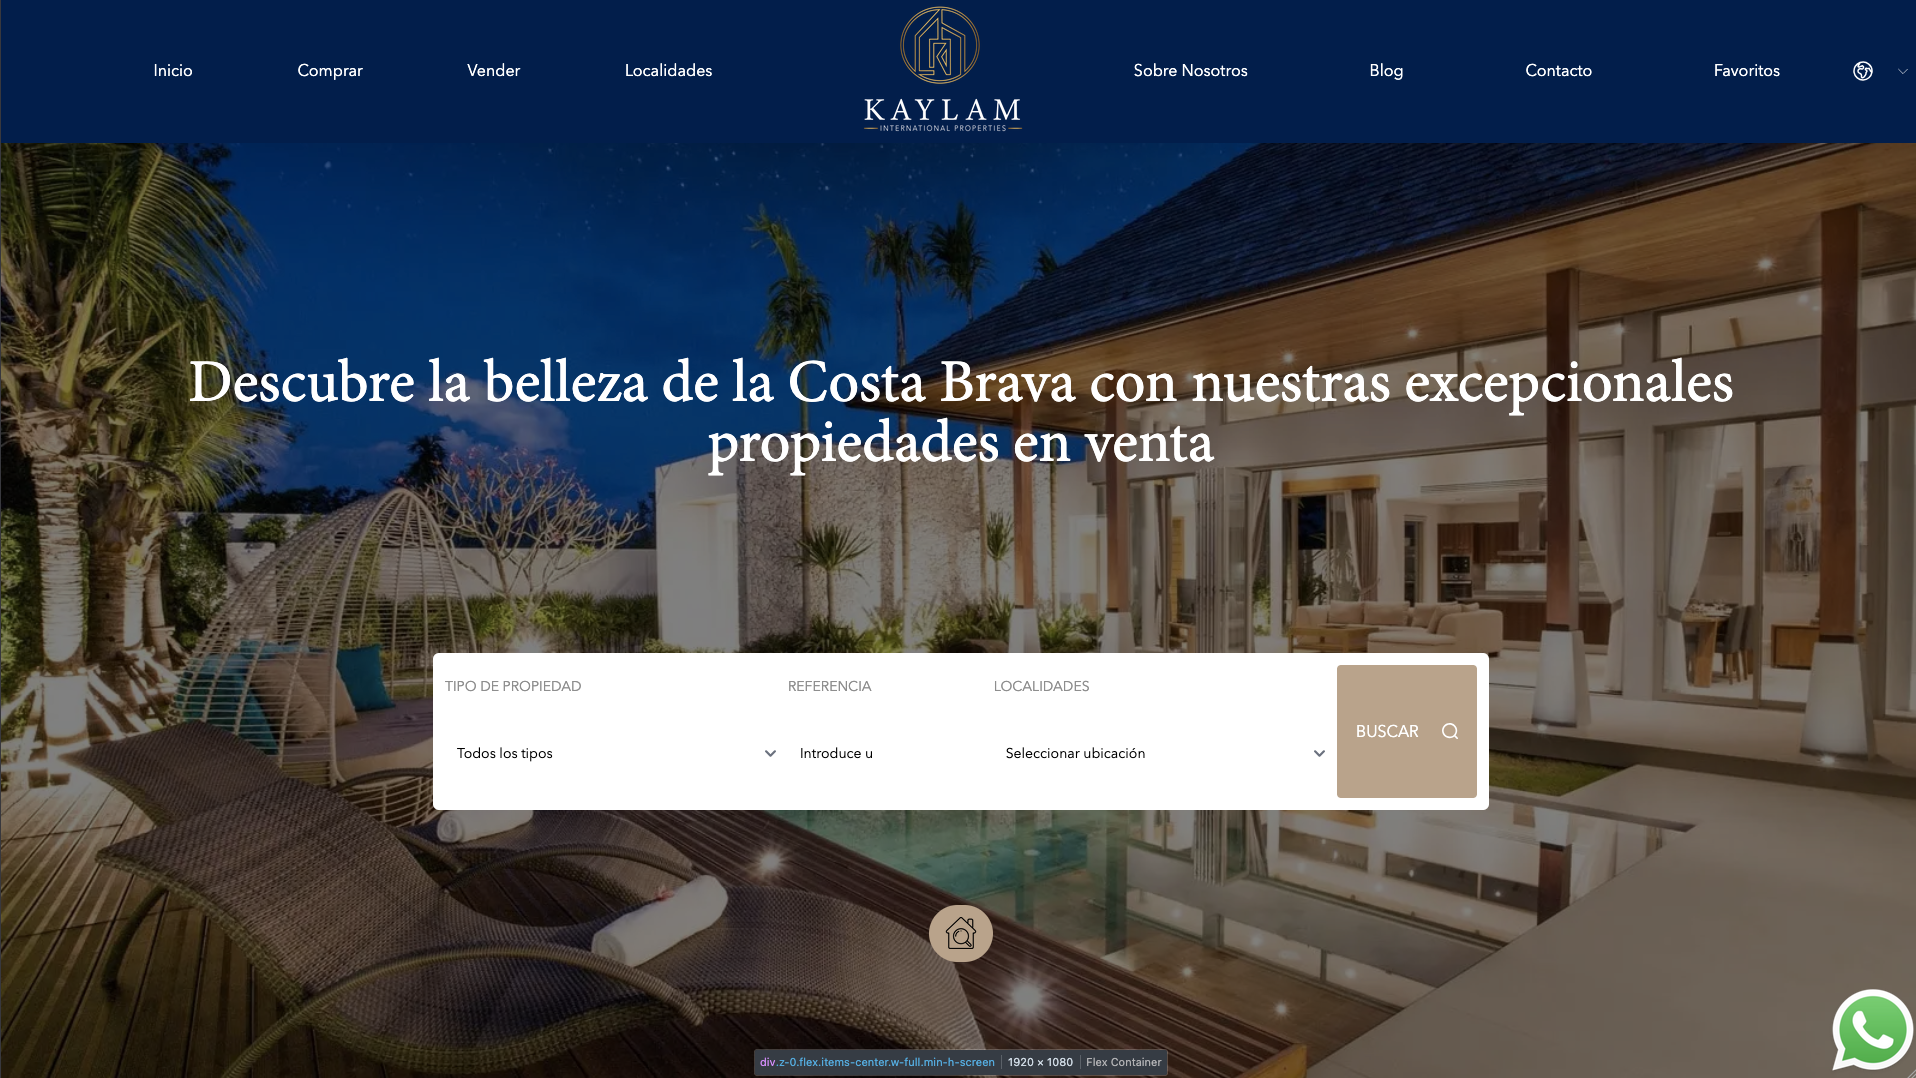 Inicio
Comprar
Vender
Localidades
KAYLAM
INTERNATIONAL PROPERTIES
Sobre Nosotros
Blog
Contacto
Favoritos
Descubre la belleza de la Costa Brava con nuestras excepcionales
propiedades en venta
TIPO DE PROPIEDAD
REFERENCIA
LOCALIDADES
Todos los tipos
Introduce u
Seleccionar ubicación
BUSCAR
div.z-0.flex.items-center.w-full.min-h-screen
1920 × 1080
Flex Container